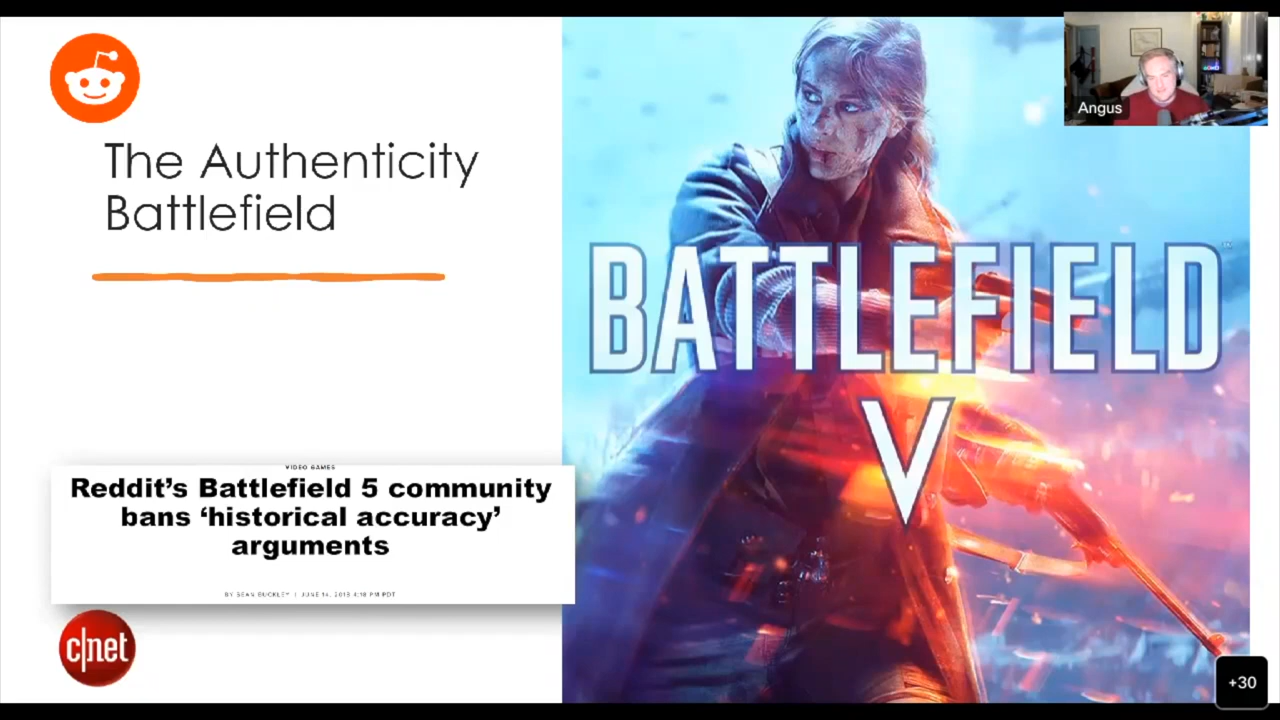 The Authenticity
Battlefield
VIDEO GAMES
Reddit's Battlefield 5 community
bans ‘historical accuracy’
arguments
BY SEAN BUCKLEY | JUNE 14, 2018 4:18 PM PDT
c|net
BATTLEFIELD
V
Angus
+30